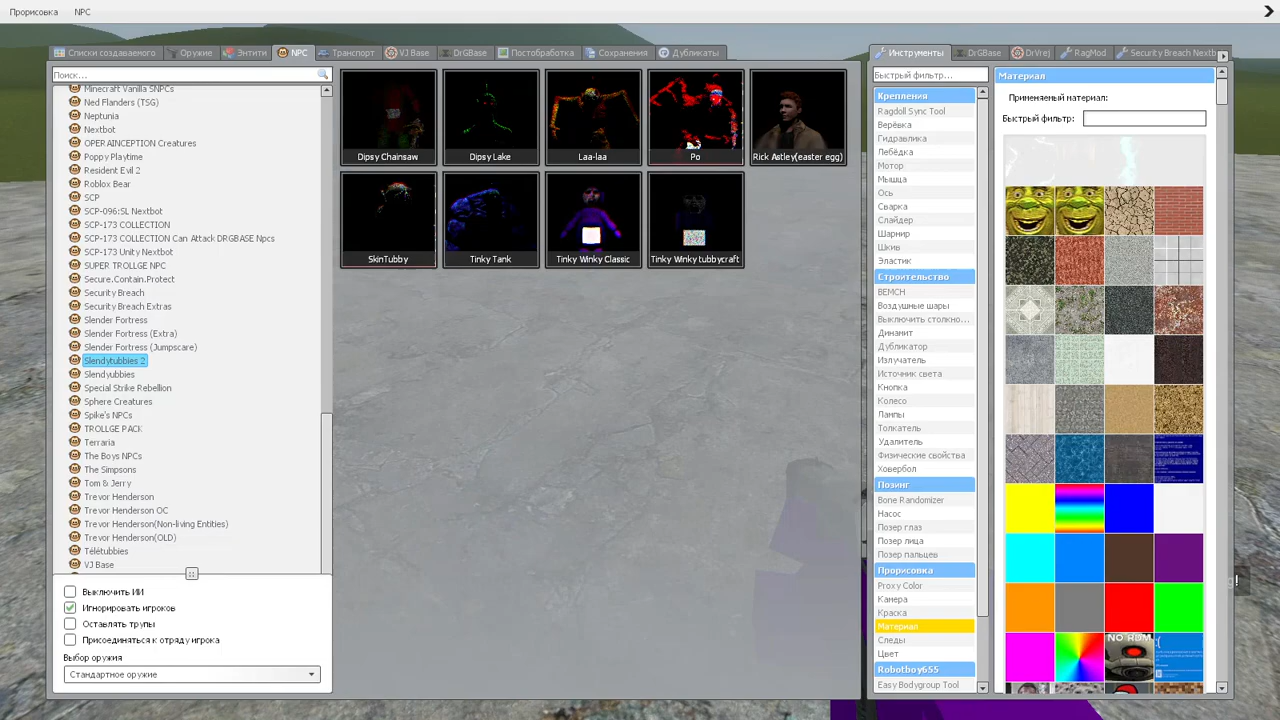 Прорисовка NPC
Списки создаваемого Оружие Энтити NPC Транспорт VJ Base DrGBase Постобработка Сохранения Дубликаты
Поиск...
Minecraft Vanilla SNPCs
Ned Flanders (TSG)
Neptunia
Nextbot
OPERAINCEPTION Creatures
Poppy Playtime
Resident Evil 2
Roblox Bear
SCP
SCP-096:SL Nextbot
SCP-173 COLLECTION
SCP-173 COLLECTION Can Attack DRGBASE Npcs
SCP-173 Unity Nextbot
SUPER TROLLGE NPC
Secure.Contain.Protect
Security Breach
Security Breach Extras
Slender Fortress
Slender Fortress (Extra)
Slender Fortress (Jumpscare)
Slendytubbies 2
Slendyubbies
Special Strike Rebellion
Sphere Creatures
Spike's NPCs
TROLLGE PACK
Terraria
The Boys NPCs
The Simpsons
Tom & Jerry
Trevor Henderson
Trevor Henderson OC
Trevor Henderson(Non-living Entities)
Trevor Henderson(OLD)
Télétubbies
VJ Base
Выключить ИИ
Игнорировать игроков
Оставлять трупы
Присоединяться к отряду игрока
Выбор оружия
Стандартное оружие
Dipsy Chainsaw Dipsy Lake Laa-laa Po Rick Astley(easter egg)
SkinTubby Tinky Tank Tinky Winky Classic Tinky Winky tubbycraft
Инструменты DrGBase DrVrej RagMod Security Breach Nextb
Быстрый фильтр...
Крепления
Ragdoll Sync Tool
Верёвка
Гидравлика
Лебёдка
Мотор
Мышца
Ось
Сварка
Слайдер
Шарнир
Шкив
Эластик
Строительство
BEMCH
Воздушные шары
Выключить столкно...
Динамит
Дубликатор
Излучатель
Источник света
Кнопка
Колесо
Лампы
Толкатель
Удалитель
Физические свойства
Ховербол
Позинг
Bone Randomizer
Насос
Позер глаз
Позер лица
Позер пальцев
Прорисовка
Proxy Color
Камера
Краска
Материал
Следы
Цвет
Robotboy655
Easy Bodygroup Tool
Материал
Применяемый материал:
Быстрый фильтр: